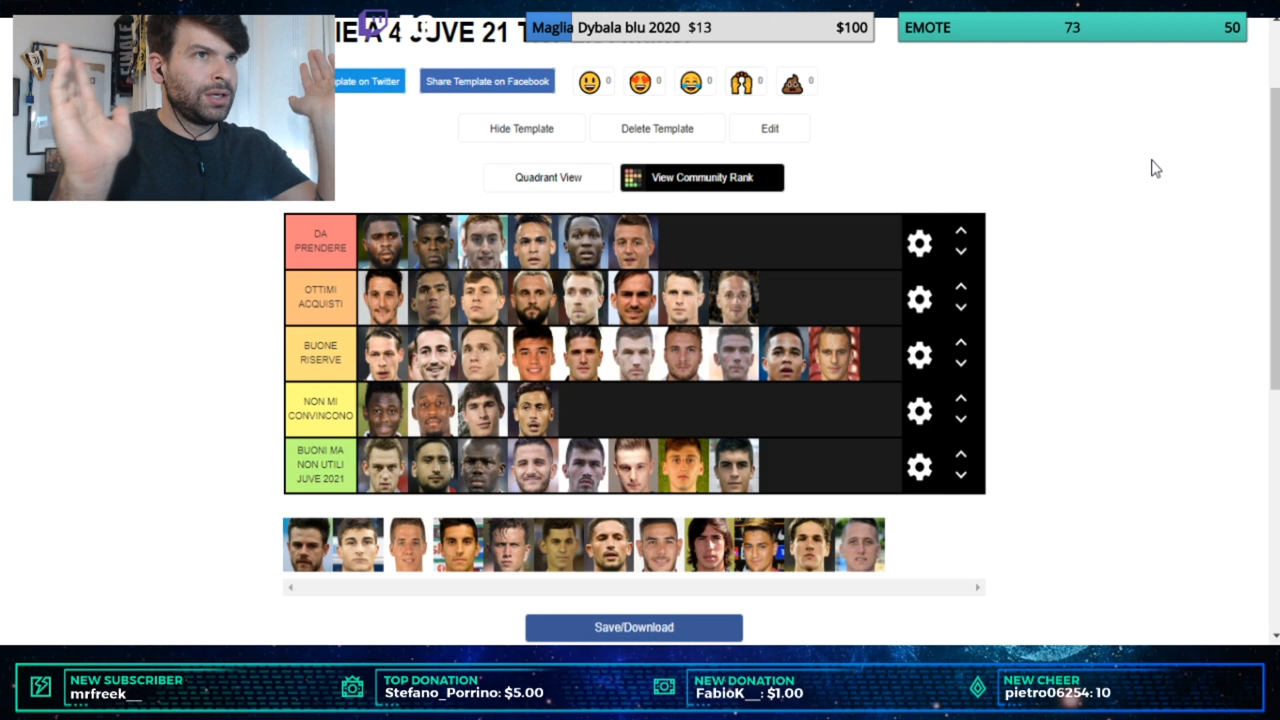 FINALE
IE A 4 JUVE 21 T
Maglia Dybala blu 2020 $13 $100
EMOTE 73 50
plate on Twitter
Share Template on Facebook
0 0 0 0 0
Hide Template
Delete Template
Edit
Quadrant View
View Community Rank
DA
PRENDERE
OTTIMI
ACQUISTI
BUONE
RISERVE
NON MI
CONVINCONO
BUONI MA
NON UTILI
JUVE 2021
Save/Download
NEW SUBSCRIBER
mrfreek__
TOP DONATION
Stefano_Porrino: $5.00
NEW DONATION
FabioK__: $1.00
NEW CHEER
pietro06254: 10